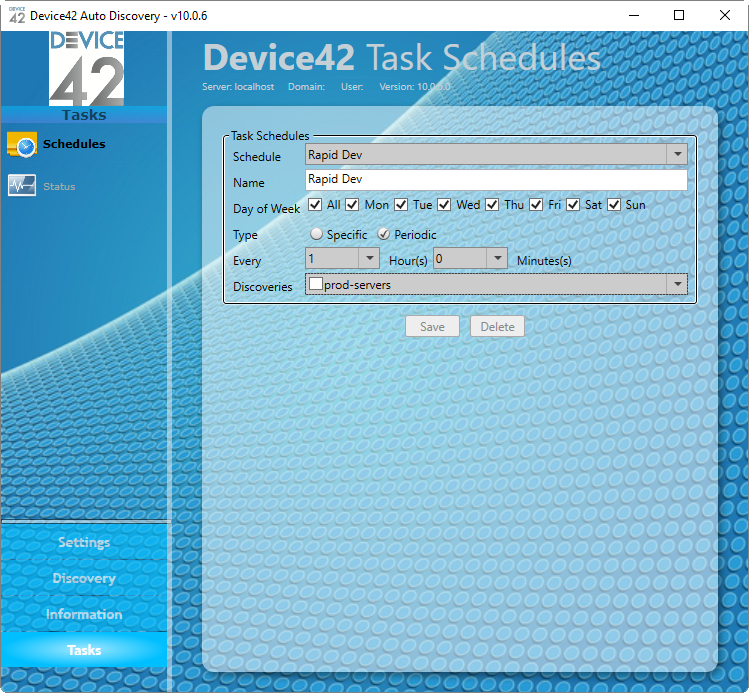 DEVICE 42 Device42 Auto Discovery - v10.0.6
DEVICE
42
Tasks
Schedules
Status
Settings
Discovery
Information
Tasks
Device42 Task Schedules
Server: localhost Domain: User: Version: 10.0.6.0
Task Schedules
Schedule Rapid Dev
Name Rapid Dev
Day of Week All Mon Tue Wed Thu Fri Sat Sun
Type Specific Periodic
Every 1 Hour(s) 0 Minutes(s)
Discoveries prod-servers
Save Delete